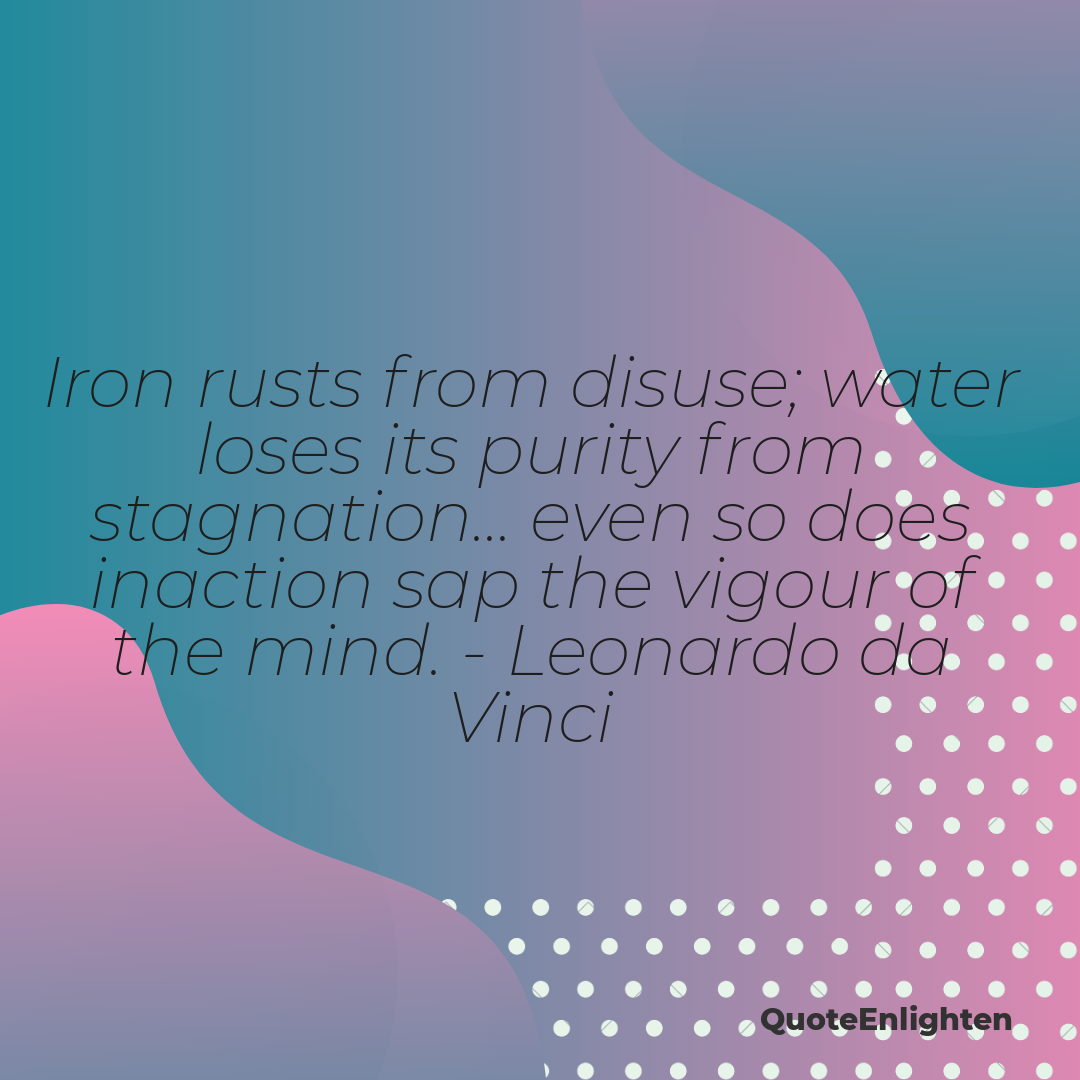 Iron rusts from disuse; water
loses its purity from
stagnation... even so does
inaction sap the vigour of
the mind. - Leonardo da
Vinci
QuoteEnlighten